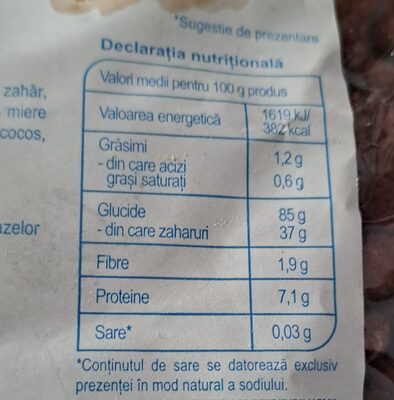 *Sugestie de prezentare
Declarația nutrițională
Valori medii pentru 100 g produs
Valoarea energetică 1619 kJ/
382 kcal
Grăsimi 1,2 g
- din care acizi
grași saturați 0,6 g
Glucide 85 g
- din care zaharuri 37 g
Fibre 1,9 g
Proteine 7,1 g
Sare* 0,03 g
*Conținutul de sare se datorează exclusiv
prezenței în mod natural a sodiului.
zahăr,
miere
cocos,
azelor